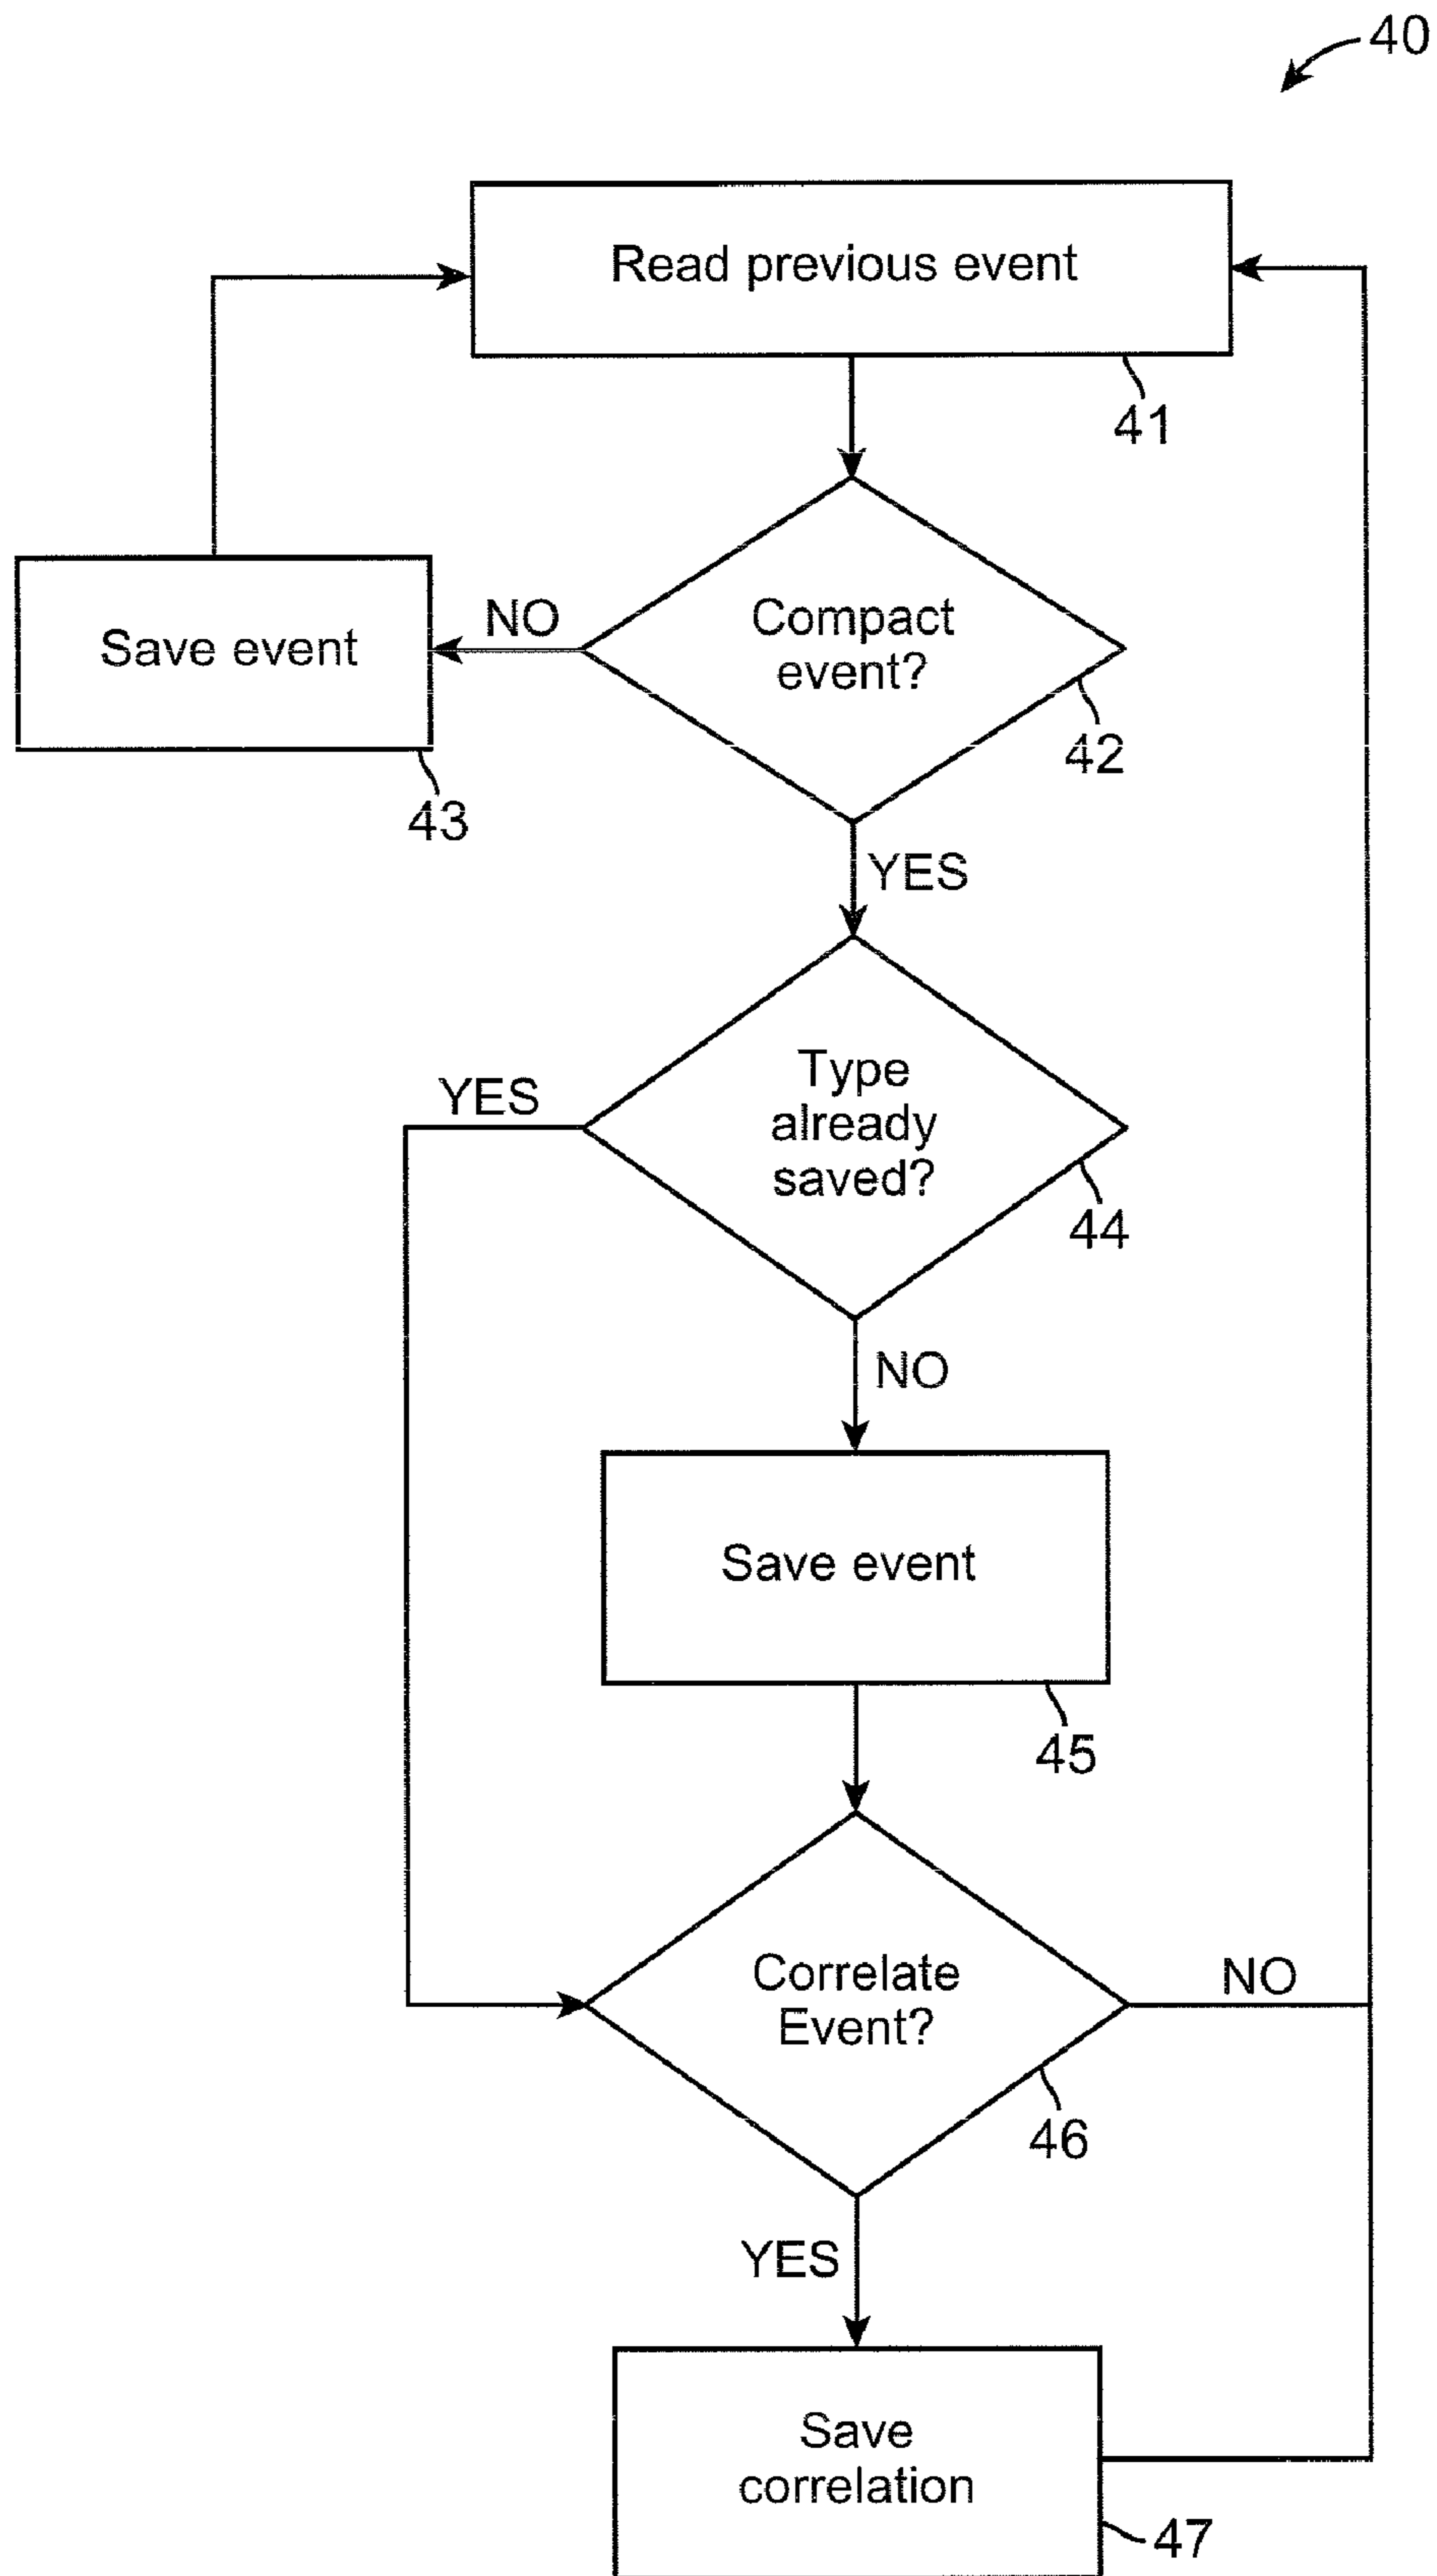 40
Read previous event
41
Compact
event?
42
NO
Save event
43
YES
Type
already
saved?
44
YES
NO
Save event
45
Correlate
Event?
46
NO
YES
Save
correlation
47